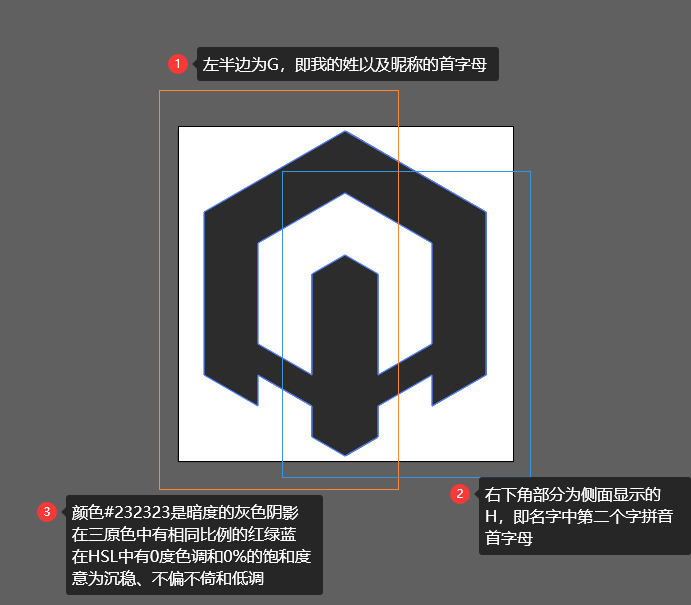 1 左半边为G，即我的姓以及昵称的首字母
2 右下角部分为侧面显示的
H，即名字中第二个字拼音
首字母
3 颜色#232323是暗度的灰色阴影
在三原色中有相同比例的红绿蓝
在HSL中有0度色调和0%的饱和度
意为沉稳、不偏不倚和低调